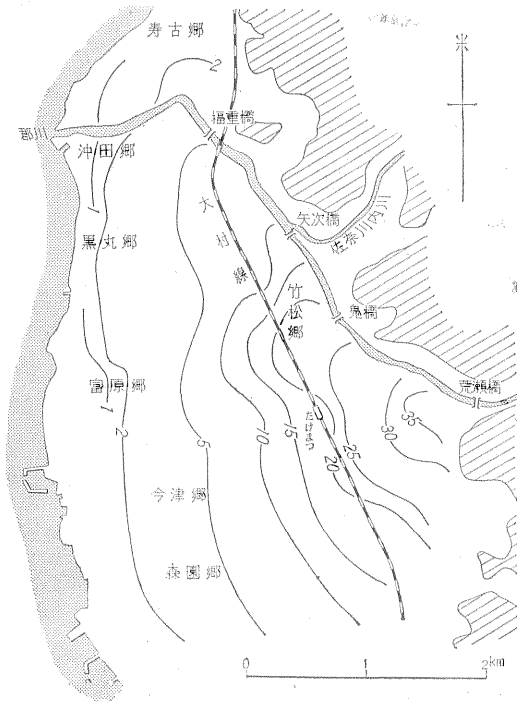 寿古郷
北
2
福重橋
郡川
沖田郷
1
矢次橋
佐奈川内川
大村線
黒丸郷
竹松郷
鬼橋
富原郷
荒瀬橋
1
2
5
10
15
20
25
30
35
たけまつ
今津郷
森園郷
0
1
2km